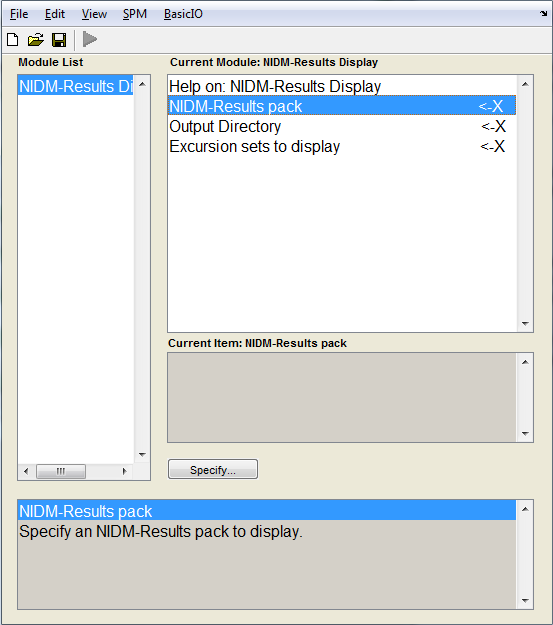 File Edit View SPM BasicIO
Module List
Current Module: NIDM-Results Display
NIDM-Results Di
Help on: NIDM-Results Display
NIDM-Results pack <-X
Output Directory <-X
Excursion sets to display <-X
Current Item: NIDM-Results pack
Specify...
NIDM-Results pack
Specify an NIDM-Results pack to display.